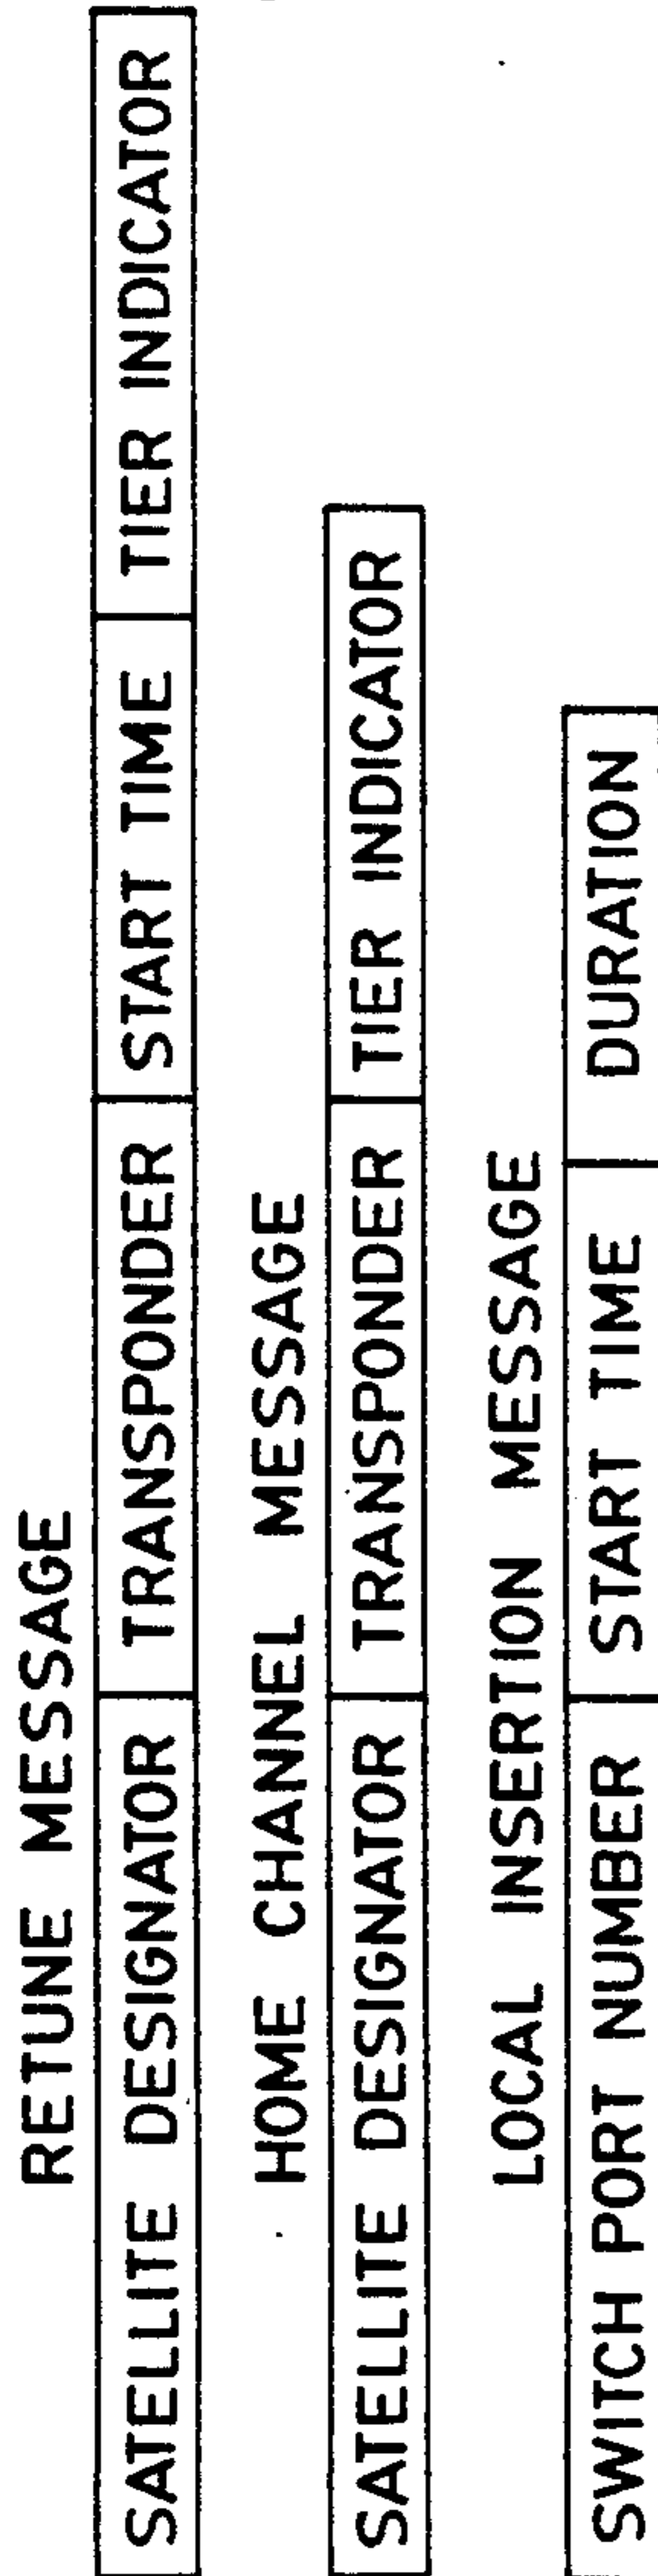 RETUNE MESSAGE
SATELLITE DESIGNATOR TRANSPONDER START TIME TIER INDICATOR
HOME CHANNEL MESSAGE
SATELLITE DESIGNATOR TRANSPONDER TIER INDICATOR
LOCAL INSERTION MESSAGE
SWITCH PORT NUMBER START TIME DURATION